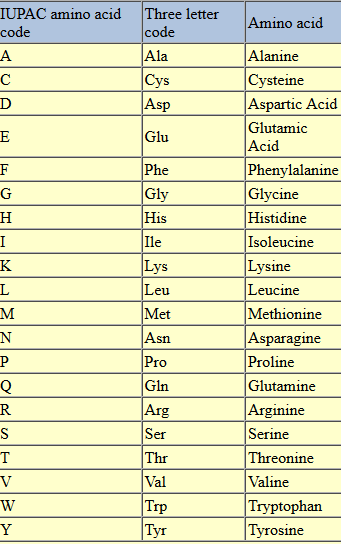 IUPAC amino acid code Three letter code Amino acid
A Ala Alanine
C Cys Cysteine
D Asp Aspartic Acid
E Glu Glutamic Acid
F Phe Phenylalanine
G Gly Glycine
H His Histidine
I Ile Isoleucine
K Lys Lysine
L Leu Leucine
M Met Methionine
N Asn Asparagine
P Pro Proline
Q Gln Glutamine
R Arg Arginine
S Ser Serine
T Thr Threonine
V Val Valine
W Trp Tryptophan
Y Tyr Tyrosine